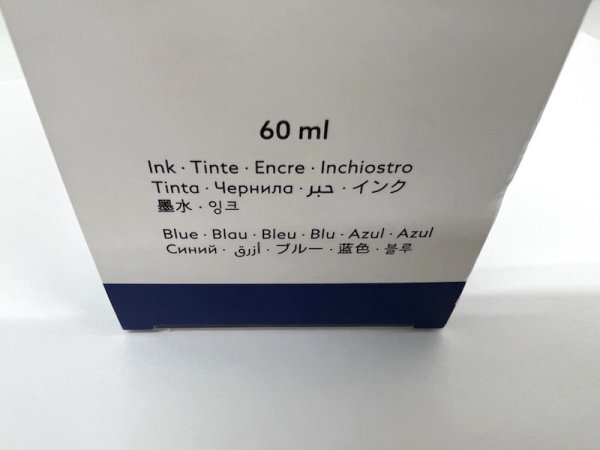 60 ml
Ink · Tinte · Encre · Inchiostro
Tinta · Чернила · حبر · インク
墨水 · 잉크
Blue · Blau · Bleu · Blu · Azul · Azul
Синий · أزرق · ブルー · 蓝色 · 블루